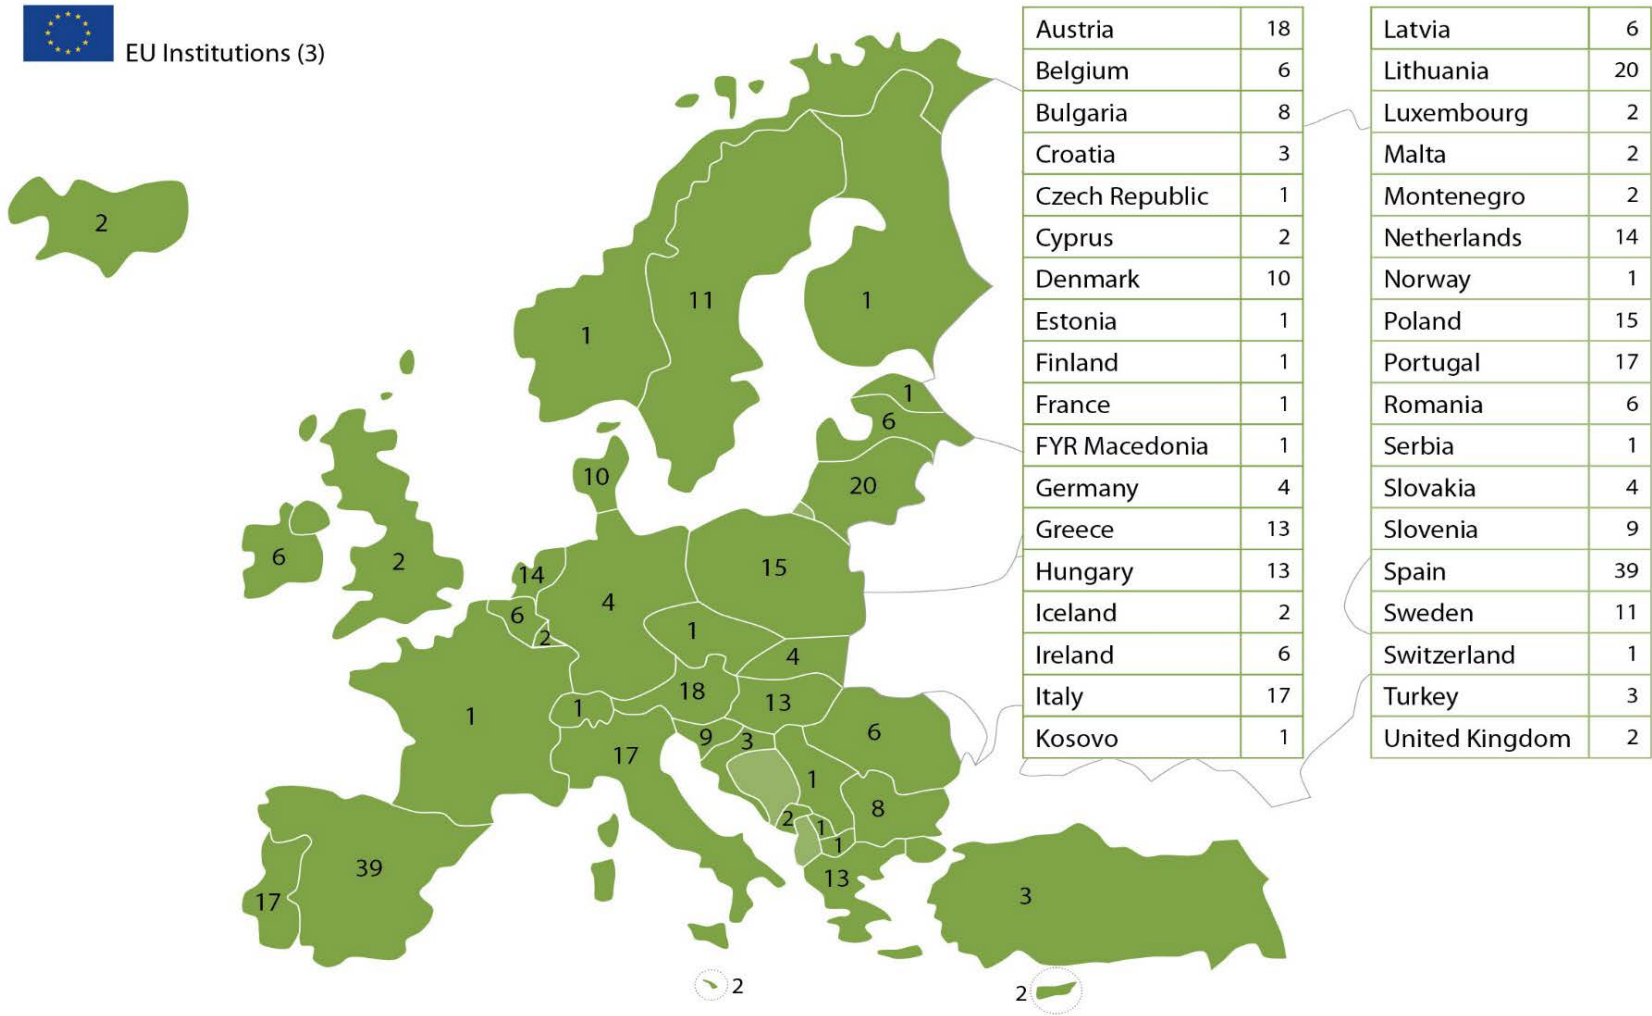 EU Institutions (3)
Austria 18
Belgium 6
Bulgaria 8
Croatia 3
Czech Republic 1
Cyprus 2
Denmark 10
Estonia 1
Finland 1
France 1
FYR Macedonia 1
Germany 4
Greece 13
Hungary 13
Iceland 2
Ireland 6
Italy 17
Kosovo 1
Latvia 6
Lithuania 20
Luxembourg 2
Malta 2
Montenegro 2
Netherlands 14
Norway 1
Poland 15
Portugal 17
Romania 6
Serbia 1
Slovakia 4
Slovenia 9
Spain 39
Sweden 11
Switzerland 1
Turkey 3
United Kingdom 2
2
11
1
1
1
6
10
20
6
2
14
15
4
6
1
2
4
18
13
1
1
6
9
3
17
1
8
2
1
1
39
13
17
3
2
2